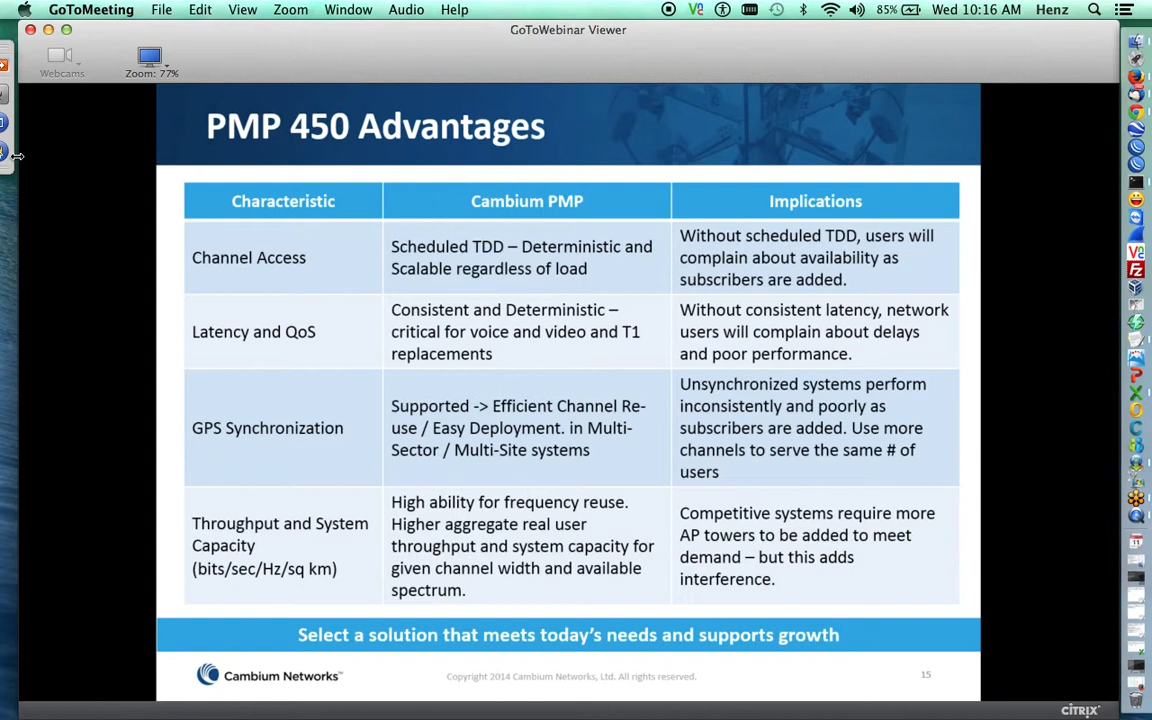 GoToMeeting File Edit View Zoom Window Audio Help 85% Wed 10:16 AM Henz
GoToWebinar Viewer
Webcams
Zoom: 77%
PMP 450 Advantages
Characteristic
Cambium PMP
Implications
Channel Access
Scheduled TDD – Deterministic and
Scalable regardless of load
Without scheduled TDD, users will
complain about availability as
subscribers are added.
Latency and QoS
Consistent and Deterministic –
critical for voice and video and T1
replacements
Without consistent latency, network
users will complain about delays
and poor performance.
GPS Synchronization
Supported -> Efficient Channel Re-
use / Easy Deployment. in Multi-
Sector / Multi-Site systems
Unsynchronized systems perform
inconsistently and poorly as
subscribers are added. Use more
channels to serve the same # of
users
Throughput and System
Capacity
(bits/sec/Hz/sq km)
High ability for frequency reuse.
Higher aggregate real user
throughput and system capacity for
given channel width and available
spectrum.
Competitive systems require more
AP towers to be added to meet
demand – but this adds
interference.
Select a solution that meets today's needs and supports growth
Cambium Networks™
Copyright 2014 Cambium Networks, Ltd. All rights reserved.
15
CİTRIX